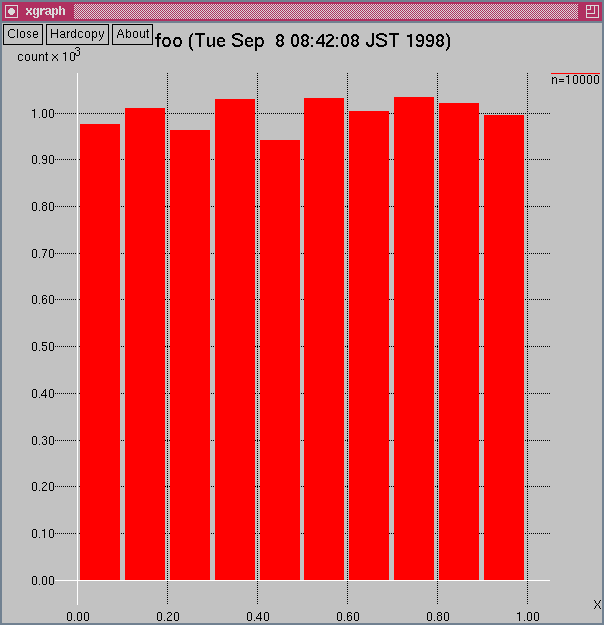 xgraph
Close Hardcopy About
foo (Tue Sep  8 08:42:08 JST 1998)
count × 10³
n=10000
1.00
0.90
0.80
0.70
0.60
0.50
0.40
0.30
0.20
0.10
0.00
X
0.00 0.20 0.40 0.60 0.80 1.00